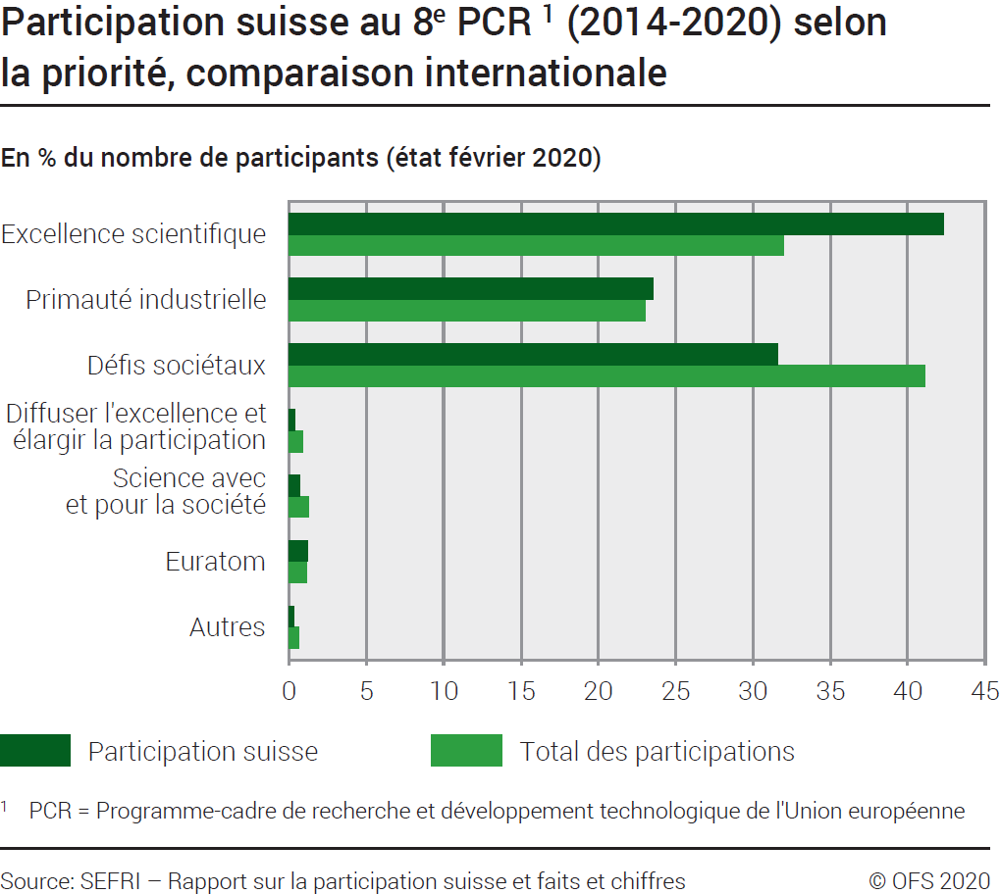 Participation suisse au 8e PCR 1 (2014-2020) selon
la priorité, comparaison internationale
En % du nombre de participants (état février 2020)
Excellence scientifique
Primauté industrielle
Défis sociétaux
Diffuser l'excellence et
élargir la participation
Science avec
et pour la société
Euratom
Autres
0 5 10 15 20 25 30 35 40 45
Participation suisse Total des participations
1 PCR = Programme-cadre de recherche et développement technologique de l'Union européenne
Source: SEFRI – Rapport sur la participation suisse et faits et chiffres © OFS 2020